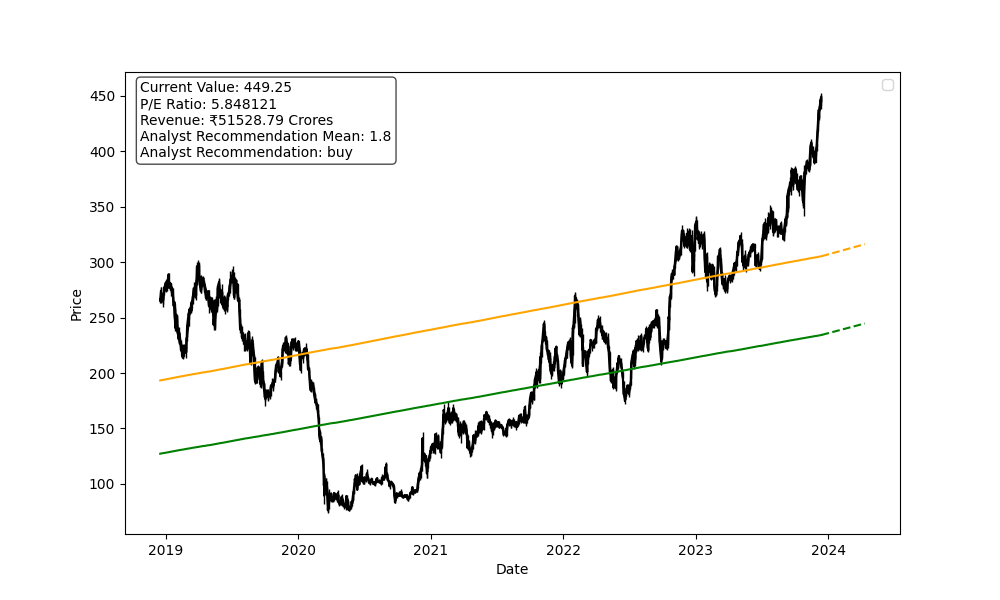 Current Value: 449.25
P/E Ratio: 5.848121
Revenue: ₹51528.79 Crores
Analyst Recommendation Mean: 1.8
Analyst Recommendation: buy
450
400
350
300
250
200
150
100
Price
2019 2020 2021 2022 2023 2024
Date